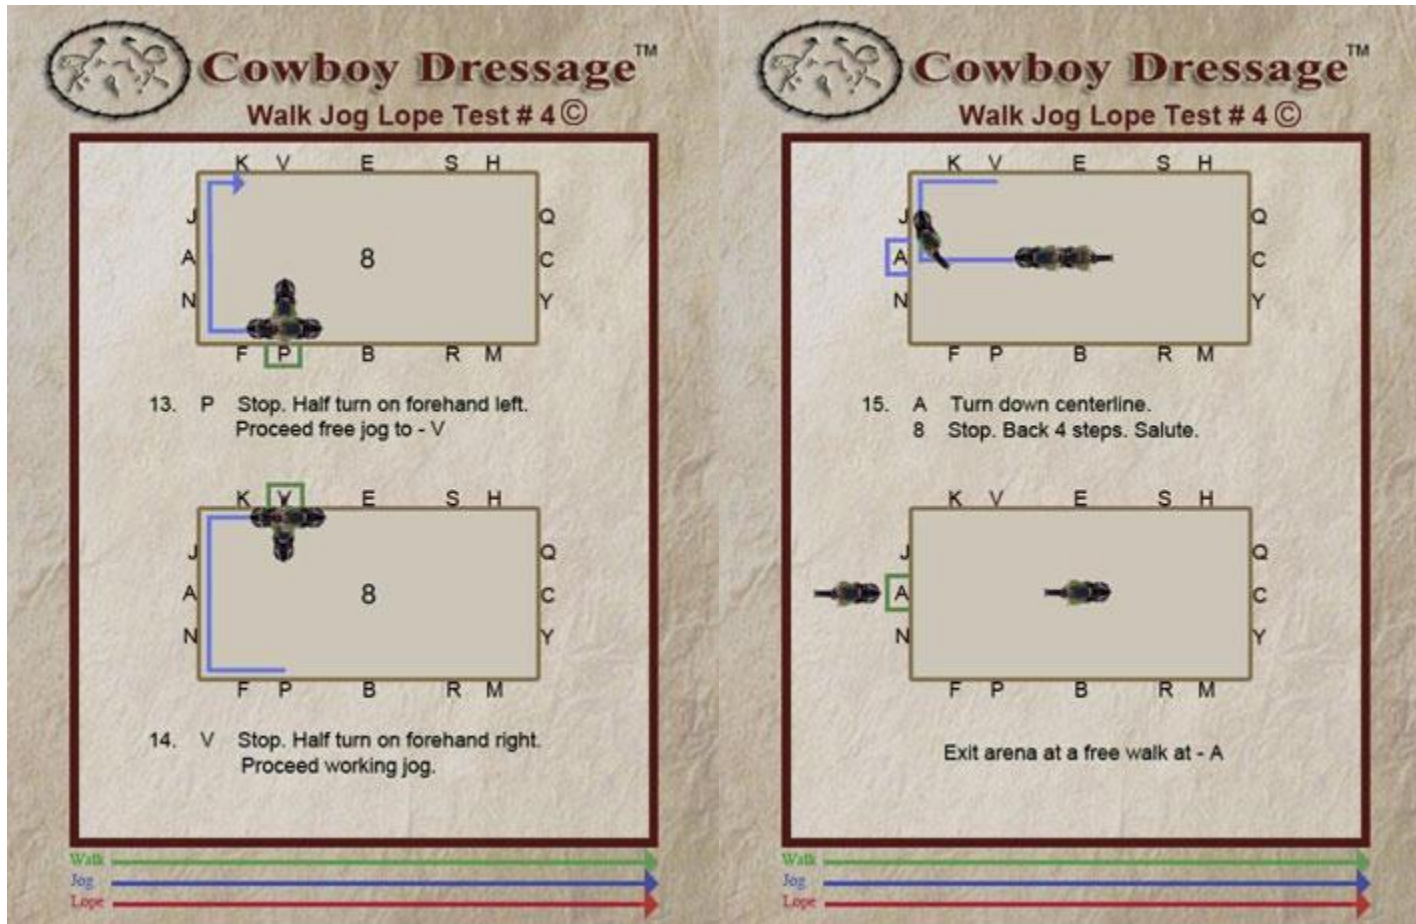 Cowboy Dressage™
Walk Jog Lope Test # 4 ©
K V E S H
J Q
A 8 C
N Y
F P B R M
13. P Stop. Half turn on forehand left.
Proceed free jog to - V
K V E S H
J Q
A 8 C
N Y
F P B R M
14. V Stop. Half turn on forehand right.
Proceed working jog.
Walk
Jog
Lope
Cowboy Dressage™
Walk Jog Lope Test # 4 ©
K V E S H
J Q
A C
N Y
F P B R M
15. A Turn down centerline.
8 Stop. Back 4 steps. Salute.
K V E S H
J Q
A C
N Y
F P B R M
Exit arena at a free walk at - A
Walk
Jog
Lope